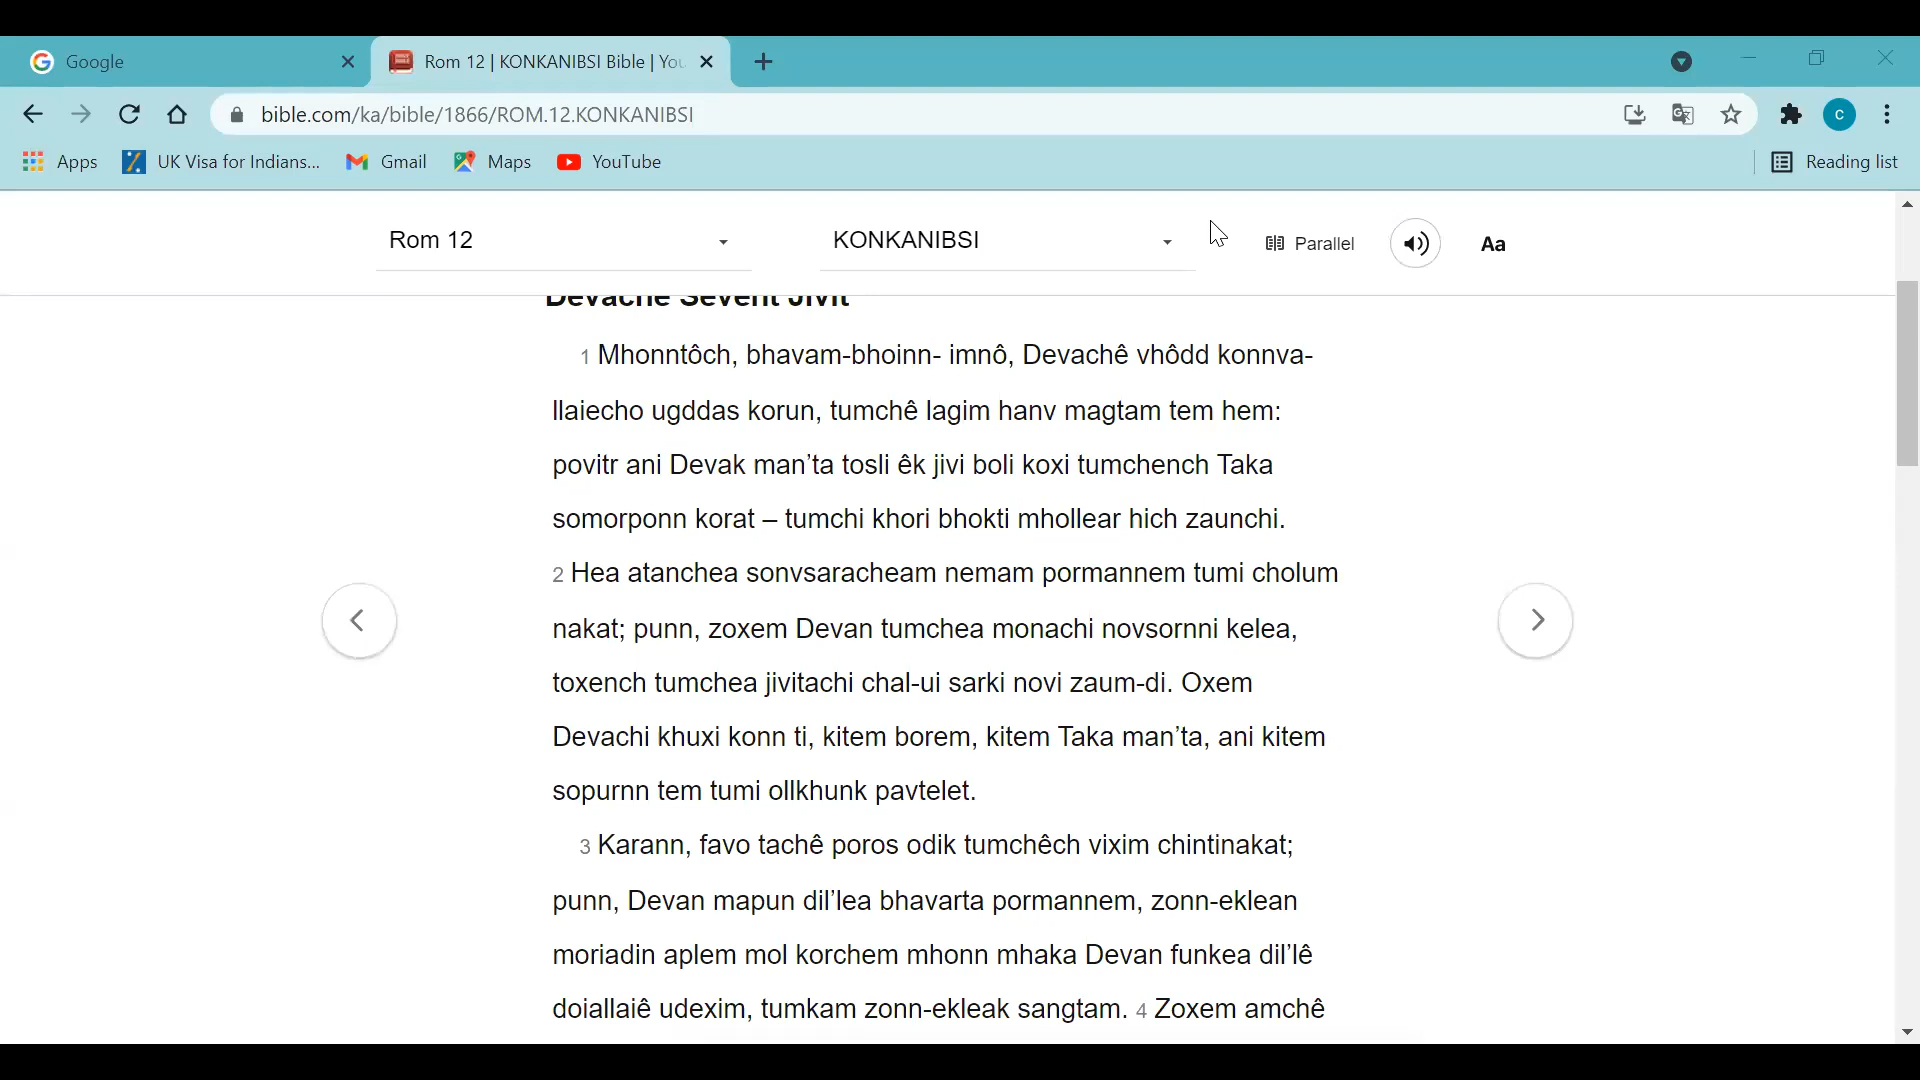 Google
Rom 12 | KONKANIBSI Bible | You
bible.com/ka/bible/1866/ROM.12.KONKANIBSI
C
Apps
UK Visa for Indians...
Gmail
Maps
YouTube
Reading list
Rom 12
KONKANIBSI
Parallel
Aa
Devachê Sevent Jivit
1 Mhonntôch, bhavam-bhoinn- imnô, Devachê vhôdd konnva-
llaiecho ugddas korun, tumchê lagim hanv magtam tem hem:
povitr ani Devak man’ta tosli êk jivi boli koxi tumchench Taka
somorponn korat – tumchi khori bhokti mhollear hich zaunchi.
2 Hea atanchea sonvsaracheam nemam pormannem tumi cholum
nakat; punn, zoxem Devan tumchea monachi novsornni kelea,
toxench tumchea jivitachi chal-ui sarki novi zaum-di. Oxem
Devachi khuxi konn ti, kitem borem, kitem Taka man’ta, ani kitem
sopurnn tem tumi ollkhunk pavtelet.
3 Karann, favo tachê poros odik tumchêch vixim chintinakat;
punn, Devan mapun dil’lea bhavarta pormannem, zonn-eklean
moriadin aplem mol korchem mhonn mhaka Devan funkea dil’lê
doiallaiê udexim, tumkam zonn-ekleak sangtam. 4 Zoxem amchê